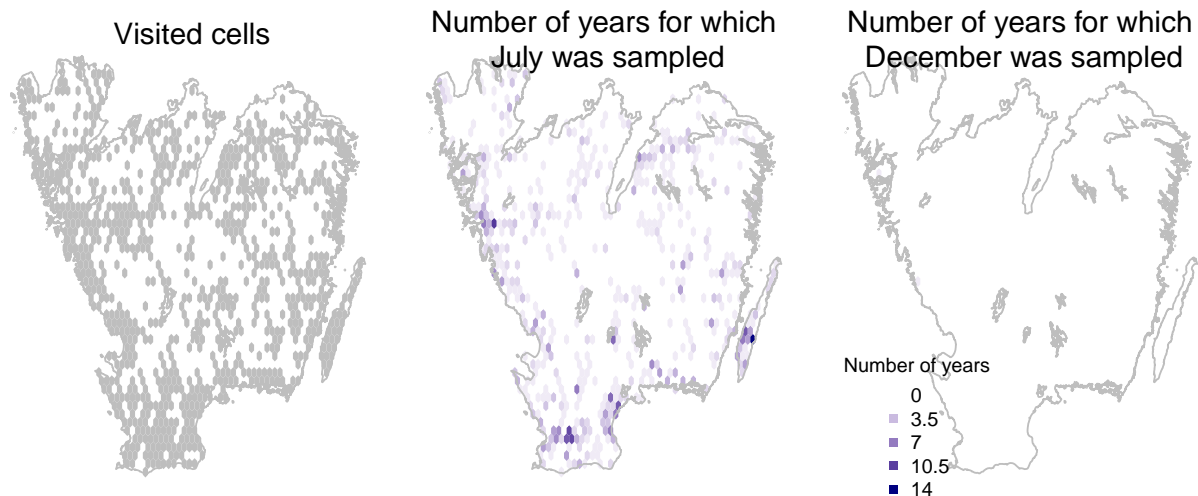 Visited cells
Number of years for which
July was sampled
Number of years for which
December was sampled
Number of years
0
3.5
7
10.5
14